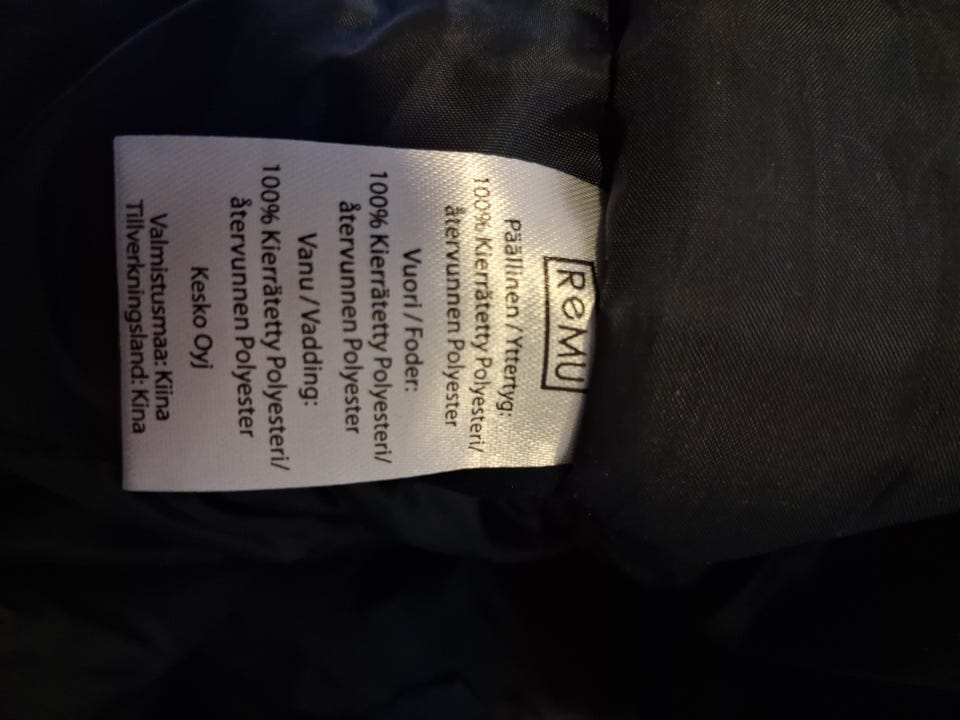 ReMU
Päällinen / Yttertyg:
100% Kierrätetty Polyesteri/
återvunnen Polyester
Vuori / Foder:
100% Kierrätetty Polyesteri/
återvunnen Polyester
Vanu / Vadding:
100% Kierrätetty Polyesteri/
återvunnen Polyester
Kesko Oyj
Valmistusmaa: Kiina
Tillverkningsland: Kina